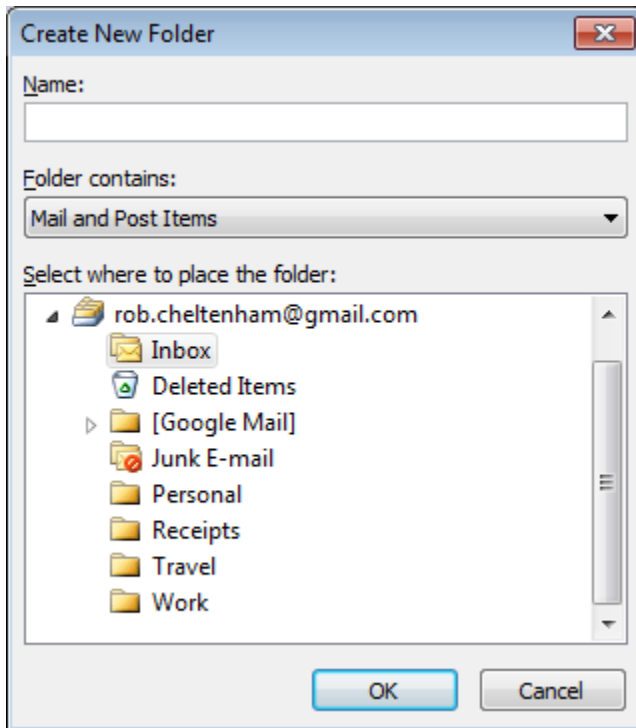 Create New Folder
Name:
Folder contains:
Mail and Post Items
Select where to place the folder:
rob.cheltenham@gmail.com
Inbox
Deleted Items
[Google Mail]
Junk E-mail
Personal
Receipts
Travel
Work
OK Cancel